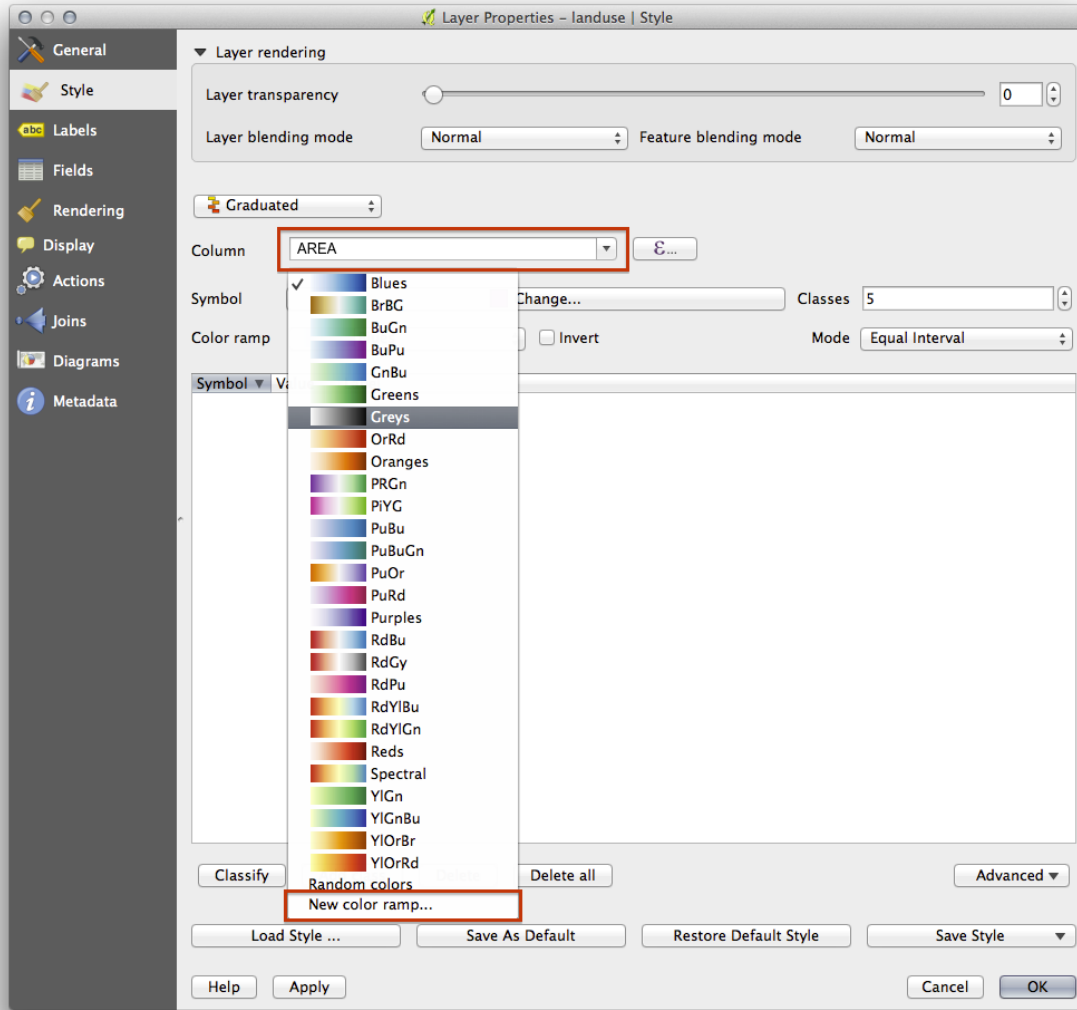 Layer Properties – landuse | Style
General
Style
abc Labels
Fields
Rendering
Display
Actions
Joins
Diagrams
i Metadata
Layer rendering
Layer transparency 0
Layer blending mode Normal Feature blending mode Normal
Graduated
Column AREA ε...
Symbol Change... Classes 5
Color ramp Invert Mode Equal Interval
Symbol
Blues
BrBG
BuGn
BuPu
GnBu
Greens
Greys
OrRd
Oranges
PRGn
PiYG
PuBu
PuBuGn
PuOr
PuRd
Purples
RdBu
RdGy
RdPu
RdYlBu
RdYlGn
Reds
Spectral
YlGn
YlGnBu
YlOrBr
YlOrRd
Random colors
New color ramp...
Classify Delete Delete all Advanced
Load Style ... Save As Default Restore Default Style Save Style
Help Apply Cancel OK